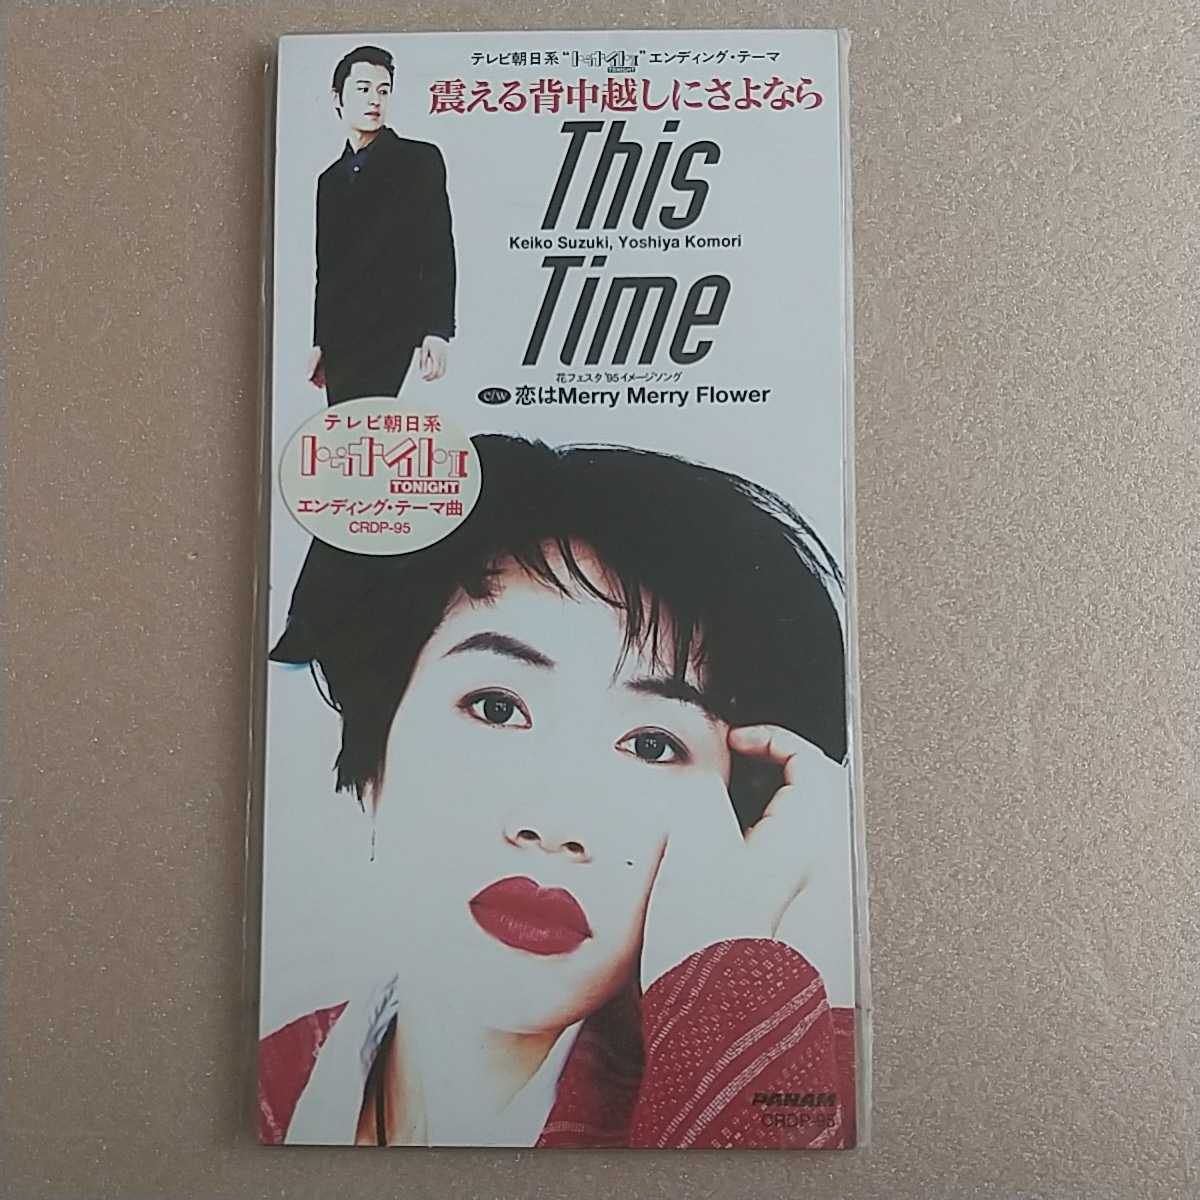 テレビ朝日系“トゥナイトII”エンディング・テーマ
TONIGHT
震える背中越しにさよなら
This
Keiko Suzuki, Yoshiya Komori
Time
花フェスタ'95イメージソング
c/w 恋はMerry Merry Flower
テレビ朝日系
トゥナイトII
TONIGHT
エンディング・テーマ曲
CRDP-95
PANAM
CRDP-95